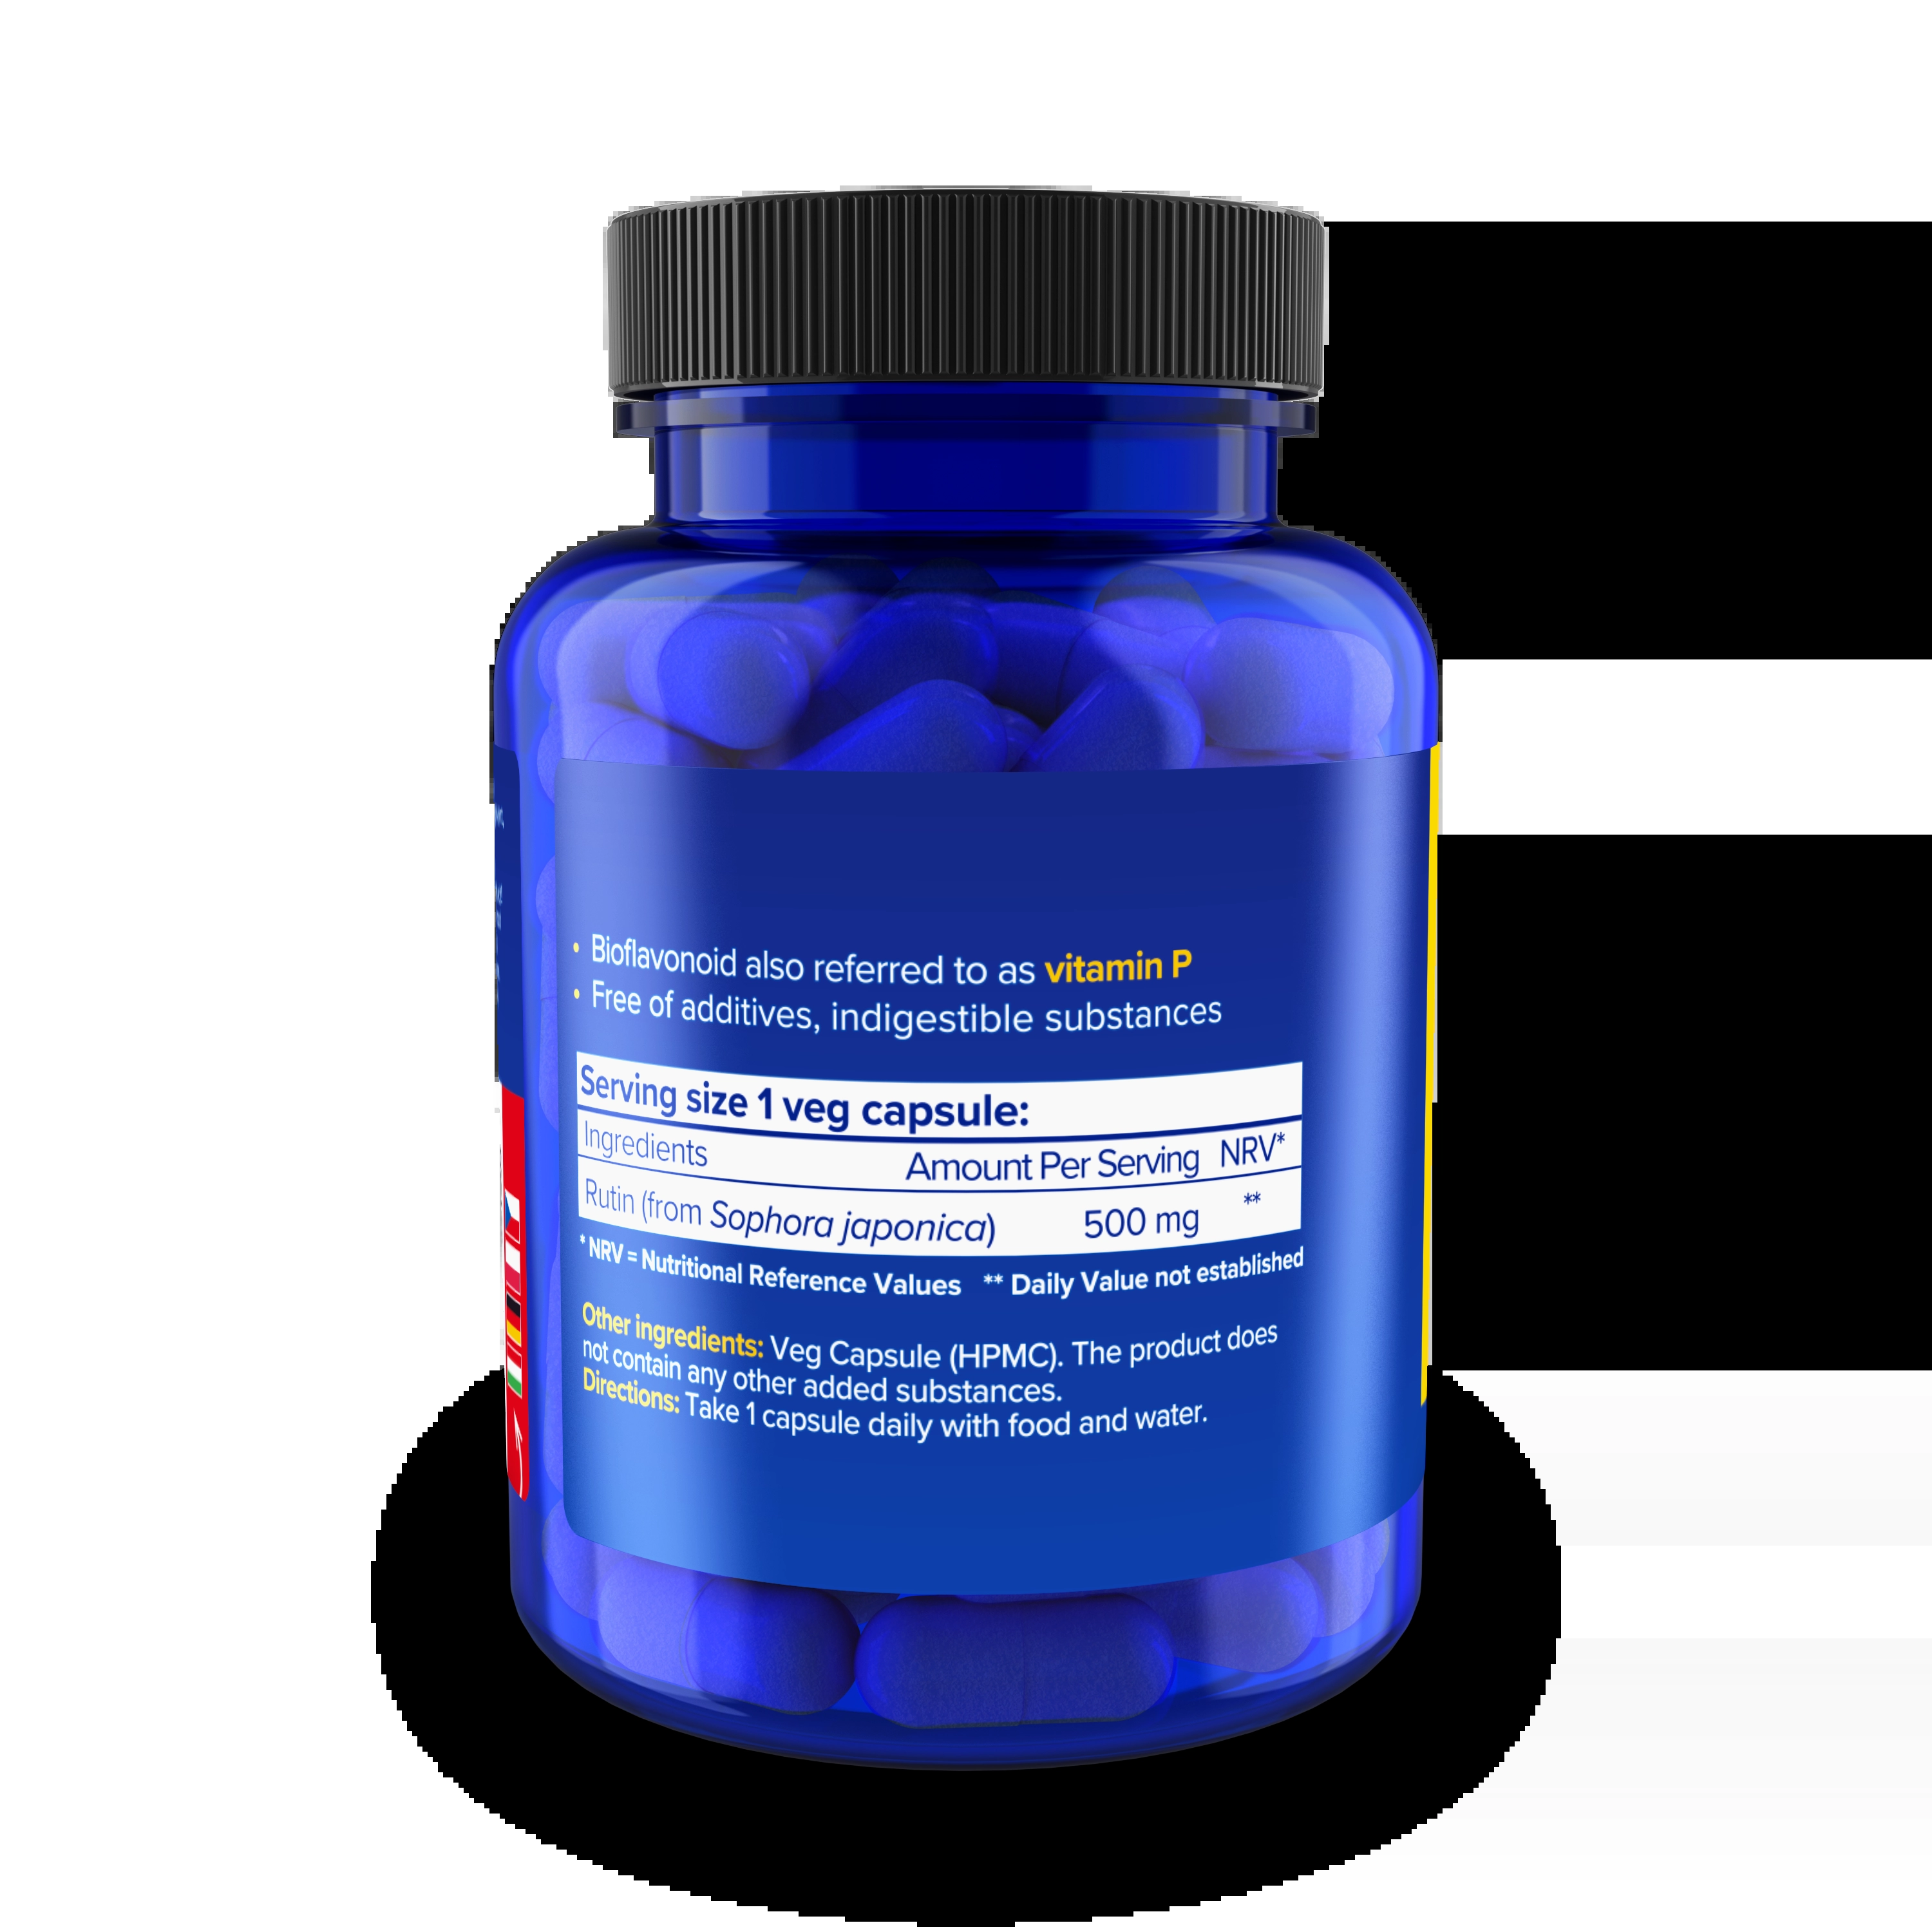 • Bioflavonoid also referred to as vitamin P
• Free of additives, indigestible substances
Serving size 1 veg capsule:
Ingredients Amount Per Serving NRV*
Rutin (from Sophora japonica) 500 mg **
* NRV = Nutritional Reference Values ** Daily Value not established
Other ingredients: Veg Capsule (HPMC). The product does
not contain any other added substances.
Directions: Take 1 capsule daily with food and water.